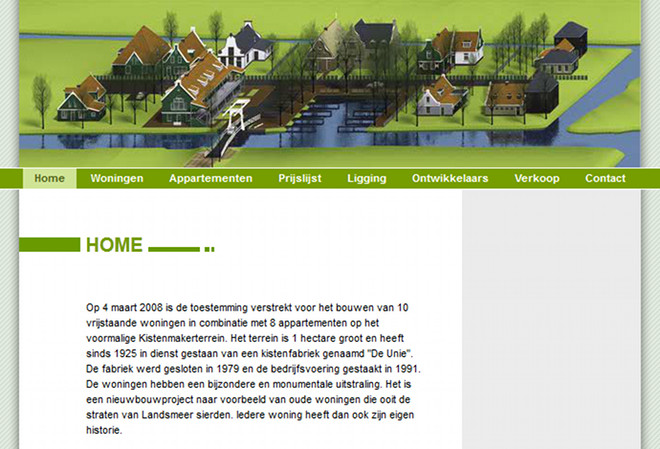 Home Woningen Appartementen Prijslijst Ligging Ontwikkelaars Verkoop Contact
HOME
Op 4 maart 2008 is de toestemming verstrekt voor het bouwen van 10
vrijstaande woningen in combinatie met 8 appartementen op het
voormalige Kistenmakerterrein. Het terrein is 1 hectare groot en heeft
sinds 1925 in dienst gestaan van een kistenfabriek genaamd "De Unie".
De fabriek werd gesloten in 1979 en de bedrijfsvoering gestaakt in 1991.
De woningen hebben een bijzondere en monumentale uitstraling. Het is
een nieuwbouwproject naar voorbeeld van oude woningen die ooit de
straten van Landsmeer sierden. Iedere woning heeft dan ook zijn eigen
historie.